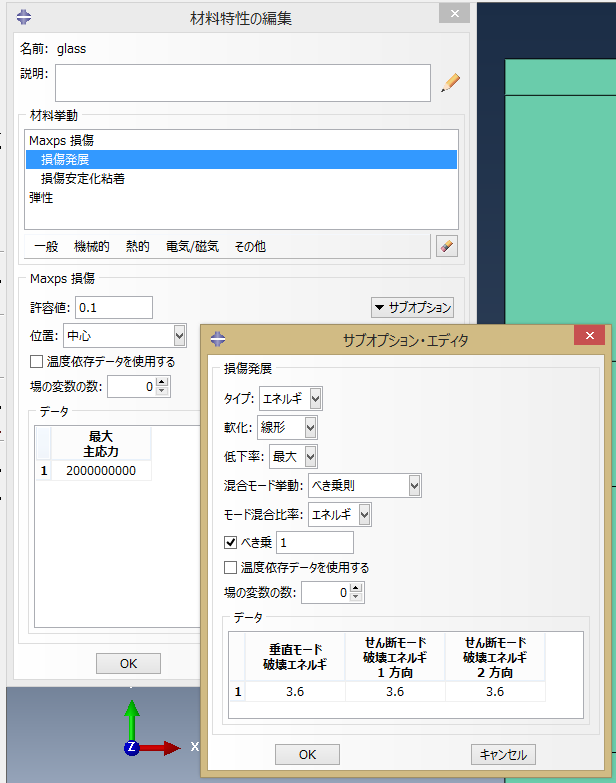 材料特性の編集
名前: glass
説明:
材料挙動
Maxps 損傷
損傷発展
損傷安定化粘着
弾性
一般 機械的 熱的 電気/磁気 その他
Maxps 損傷
許容値: 0.1
サブオプション
位置: 中心
温度依存データを使用する
場の変数の数: 0
データ
最大
主応力
1 2000000000
OK
サブオプション・エディタ
損傷発展
タイプ: エネルギ
軟化: 線形
低下率: 最大
混合モード挙動: べき乗則
モード混合比率: エネルギ
べき乗 1
温度依存データを使用する
場の変数の数: 0
データ
垂直モード
破壊エネルギ
せん断モード
破壊エネルギ
1 方向
せん断モード
破壊エネルギ
2 方向
1 3.6 3.6 3.6
OK キャンセル
Z X